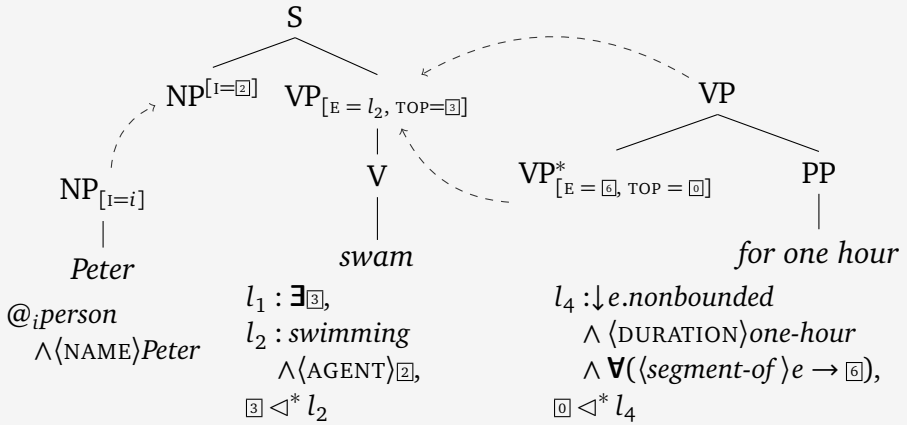 S
NP[I=2] VP[E = l2, TOP=3] VP
NP[I=i] V VP*[E = 6, TOP = 0] PP
Peter swam for one hour
@iperson
∧⟨NAME⟩Peter
l1 : ∃3,
l2 : swimming
∧⟨AGENT⟩2,
3 ◁* l2
l4 :↓e.nonbounded
∧ ⟨DURATION⟩one-hour
∧ ∀(⟨segment-of ⟩e → 6),
0 ◁* l4